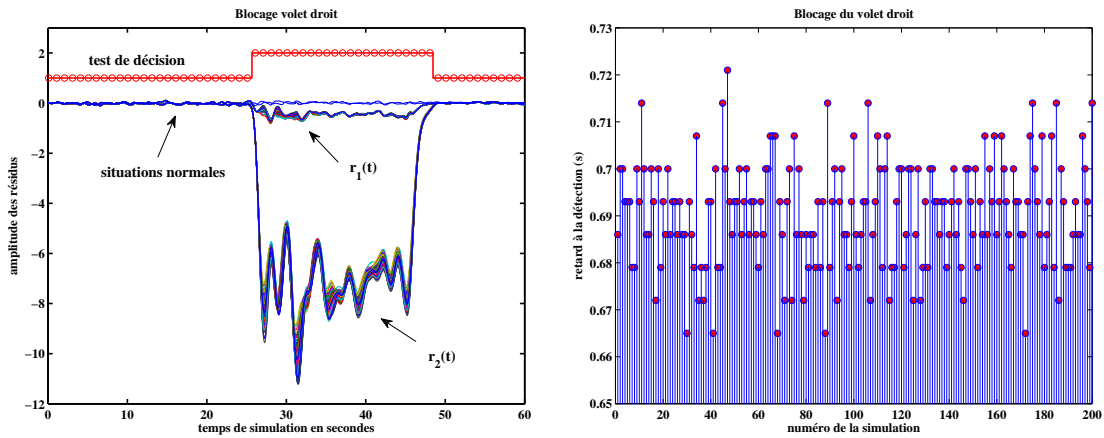 Blocage volet droit
test de décision
situations normales
r_1(t)
r_2(t)
amplitude des résidus
2
0
−2
−4
−6
−8
−10
−12
0 10 20 30 40 50 60
temps de simulation en secondes
Blocage du volet droit
retard à la détection (s)
0.73
0.72
0.71
0.7
0.69
0.68
0.67
0.66
0.65
0 20 40 60 80 100 120 140 160 180 200
numéro de la simulation